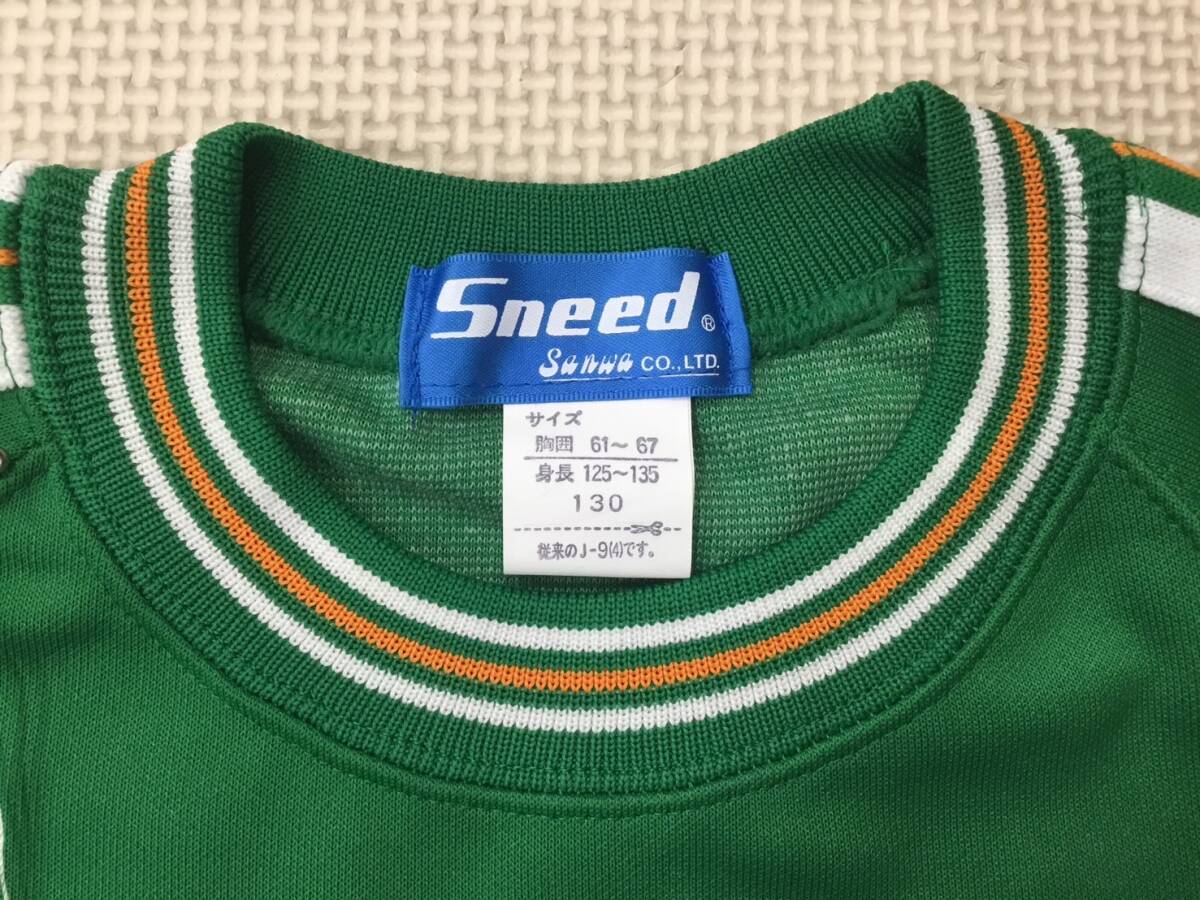 Sneed ®
Sanwa CO., LTD.
サイズ
胸囲 61〜67
身長 125〜135
130
従来のJ-9(4)です。